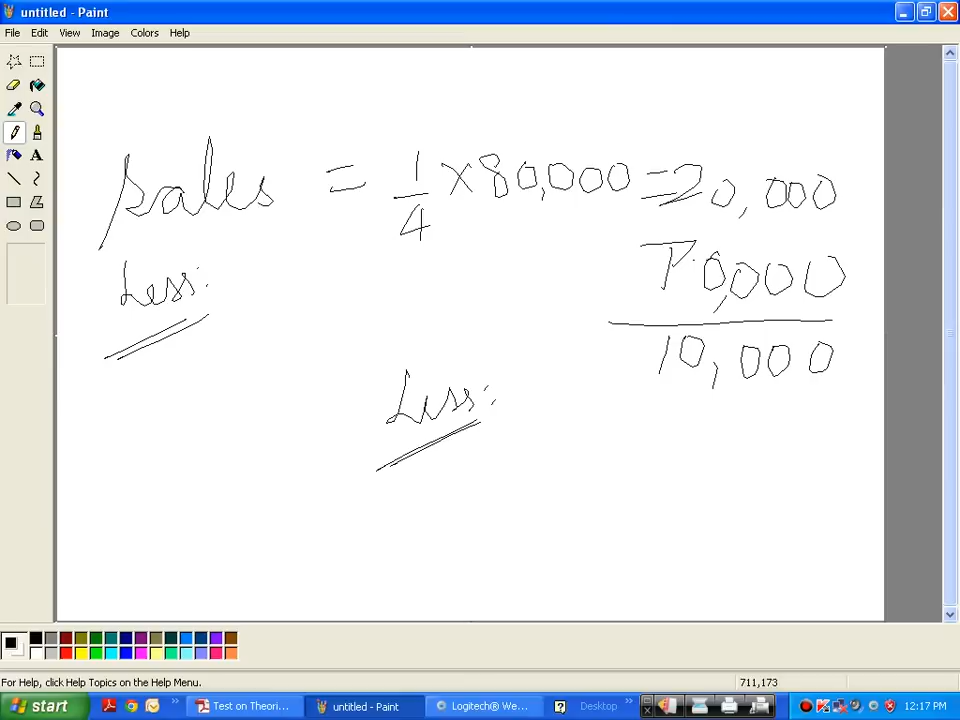 untitled - Paint
File Edit View Image Colors Help
Sales = 1/4 × 80,000 = 20,000
Less: 70,000
10,000
Less:
For Help, click Help Topics on the Help Menu.
711,173
start
Test on Theori...
untitled - Paint
Logitech® We...
Desktop
12:17 PM